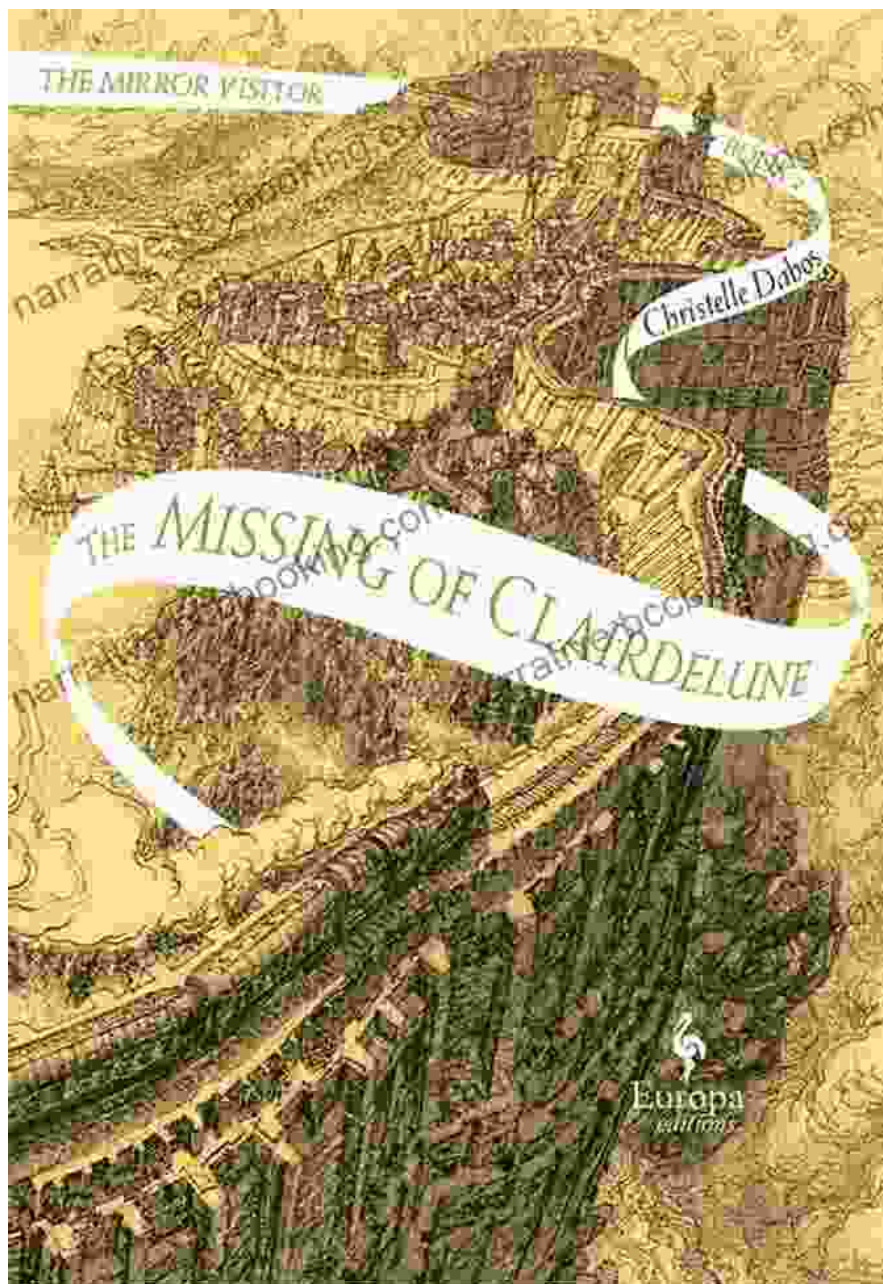 THE MIRROR VISITOR
Christelle Dabos
THE MISSING OF CLAIRDELUNE
Europa
editions